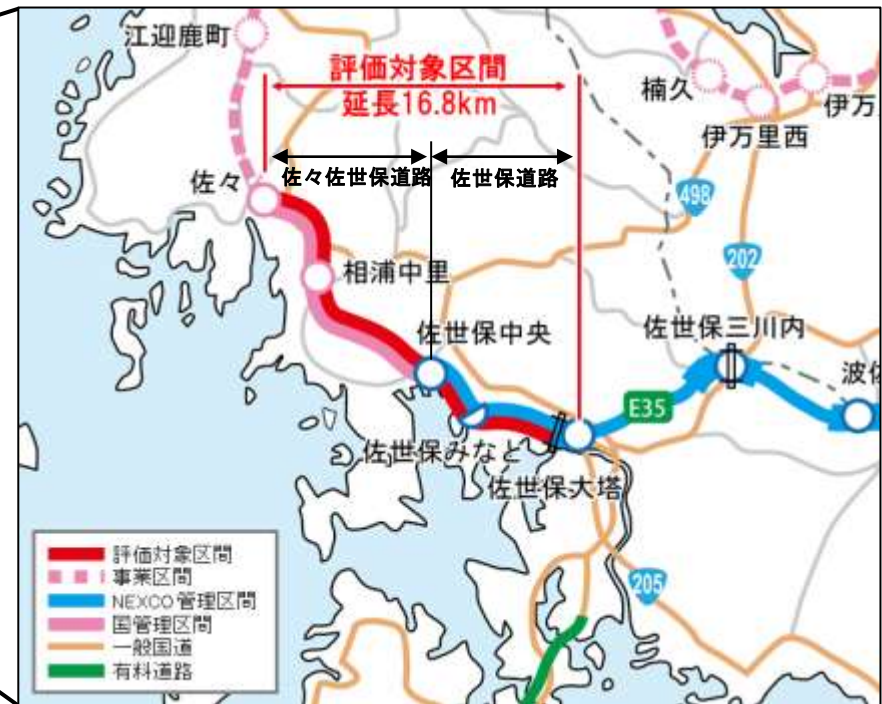 江迎鹿町
評価対象区間
延長16.8km
楠久
伊万
伊万里西
佐々
佐々佐世保道路
佐世保道路
498
相浦中里
202
佐世保中央
佐世保三川内
波佐
E35
佐世保みなと
佐世保大塔
205
評価対象区間
事業区間
NEXCO管理区間
国管理区間
一般国道
有料道路